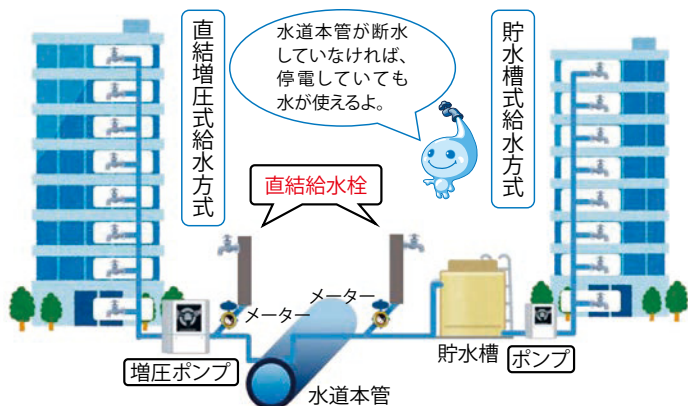 直結増圧式給水方式
水道本管が断水
していなければ、
停電していても
水が使えるよ。
貯水槽式給水方式
直結給水栓
メーター
メーター
増圧ポンプ
水道本管
貯水槽
ポンプ